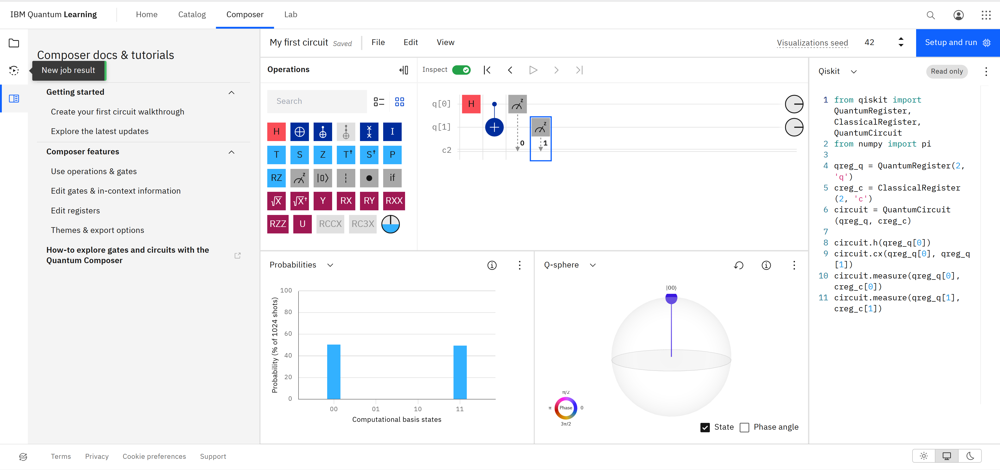 IBM Quantum Learning
Home
Catalog
Composer
Lab
Composer docs & tutorials
New job result
Getting started
Create your first circuit walkthrough
Explore the latest updates
Composer features
Use operations & gates
Edit gates & in-context information
Edit registers
Themes & export options
How-to explore gates and circuits with the
Quantum Composer
My first circuit Saved
File
Edit
View
Visualizations seed
42
Setup and run
Operations
Search
H
I
T
S
Z
T†
S†
P
RZ
z
|0⟩
if
√X
√X†
Y
RX
RY
RXX
RZZ
U
RCCX
RC3X
Inspect
q[0]
H
z
q[1]
z
0
1
c2
Qiskit
Read only
1 from qiskit import
QuantumRegister,
ClassicalRegister,
QuantumCircuit
2 from numpy import pi
3
4 qreg_q = QuantumRegister(2,
'q')
5 creg_c = ClassicalRegister
(2, 'c')
6 circuit = QuantumCircuit
(qreg_q, creg_c)
7
8 circuit.h(qreg_q[0])
9 circuit.cx(qreg_q[0], qreg_q
[1])
10 circuit.measure(qreg_q[0],
creg_c[0])
11 circuit.measure(qreg_q[1],
creg_c[1])
Probabilities
Probability (% of 1024 shots)
100
80
60
40
20
0
00
01
10
11
Computational basis states
Q-sphere
|00⟩
π/2
π
Phase
0
3π/2
State
Phase angle
Terms
Privacy
Cookie preferences
Support